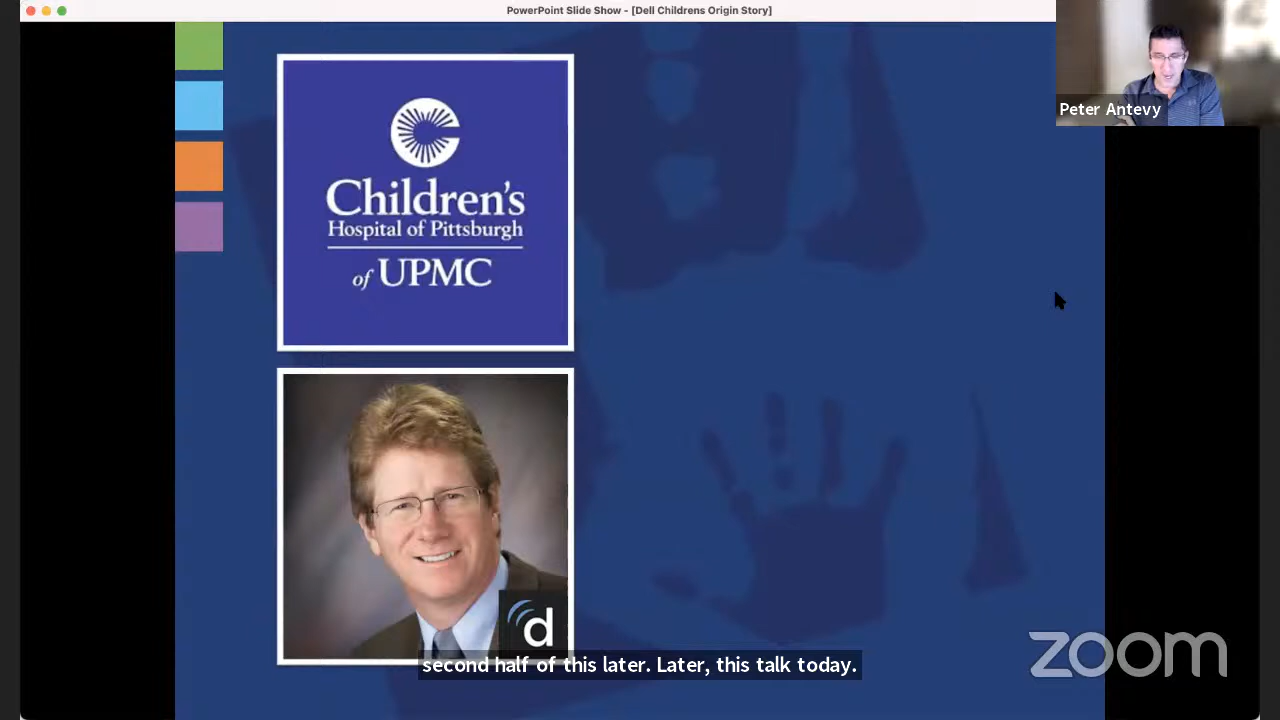 PowerPoint Slide Show - [Dell Childrens Origin Story]
Peter Antevy
Children's
Hospital of Pittsburgh
of UPMC
d
second half of this later. Later, this talk today.
zoom